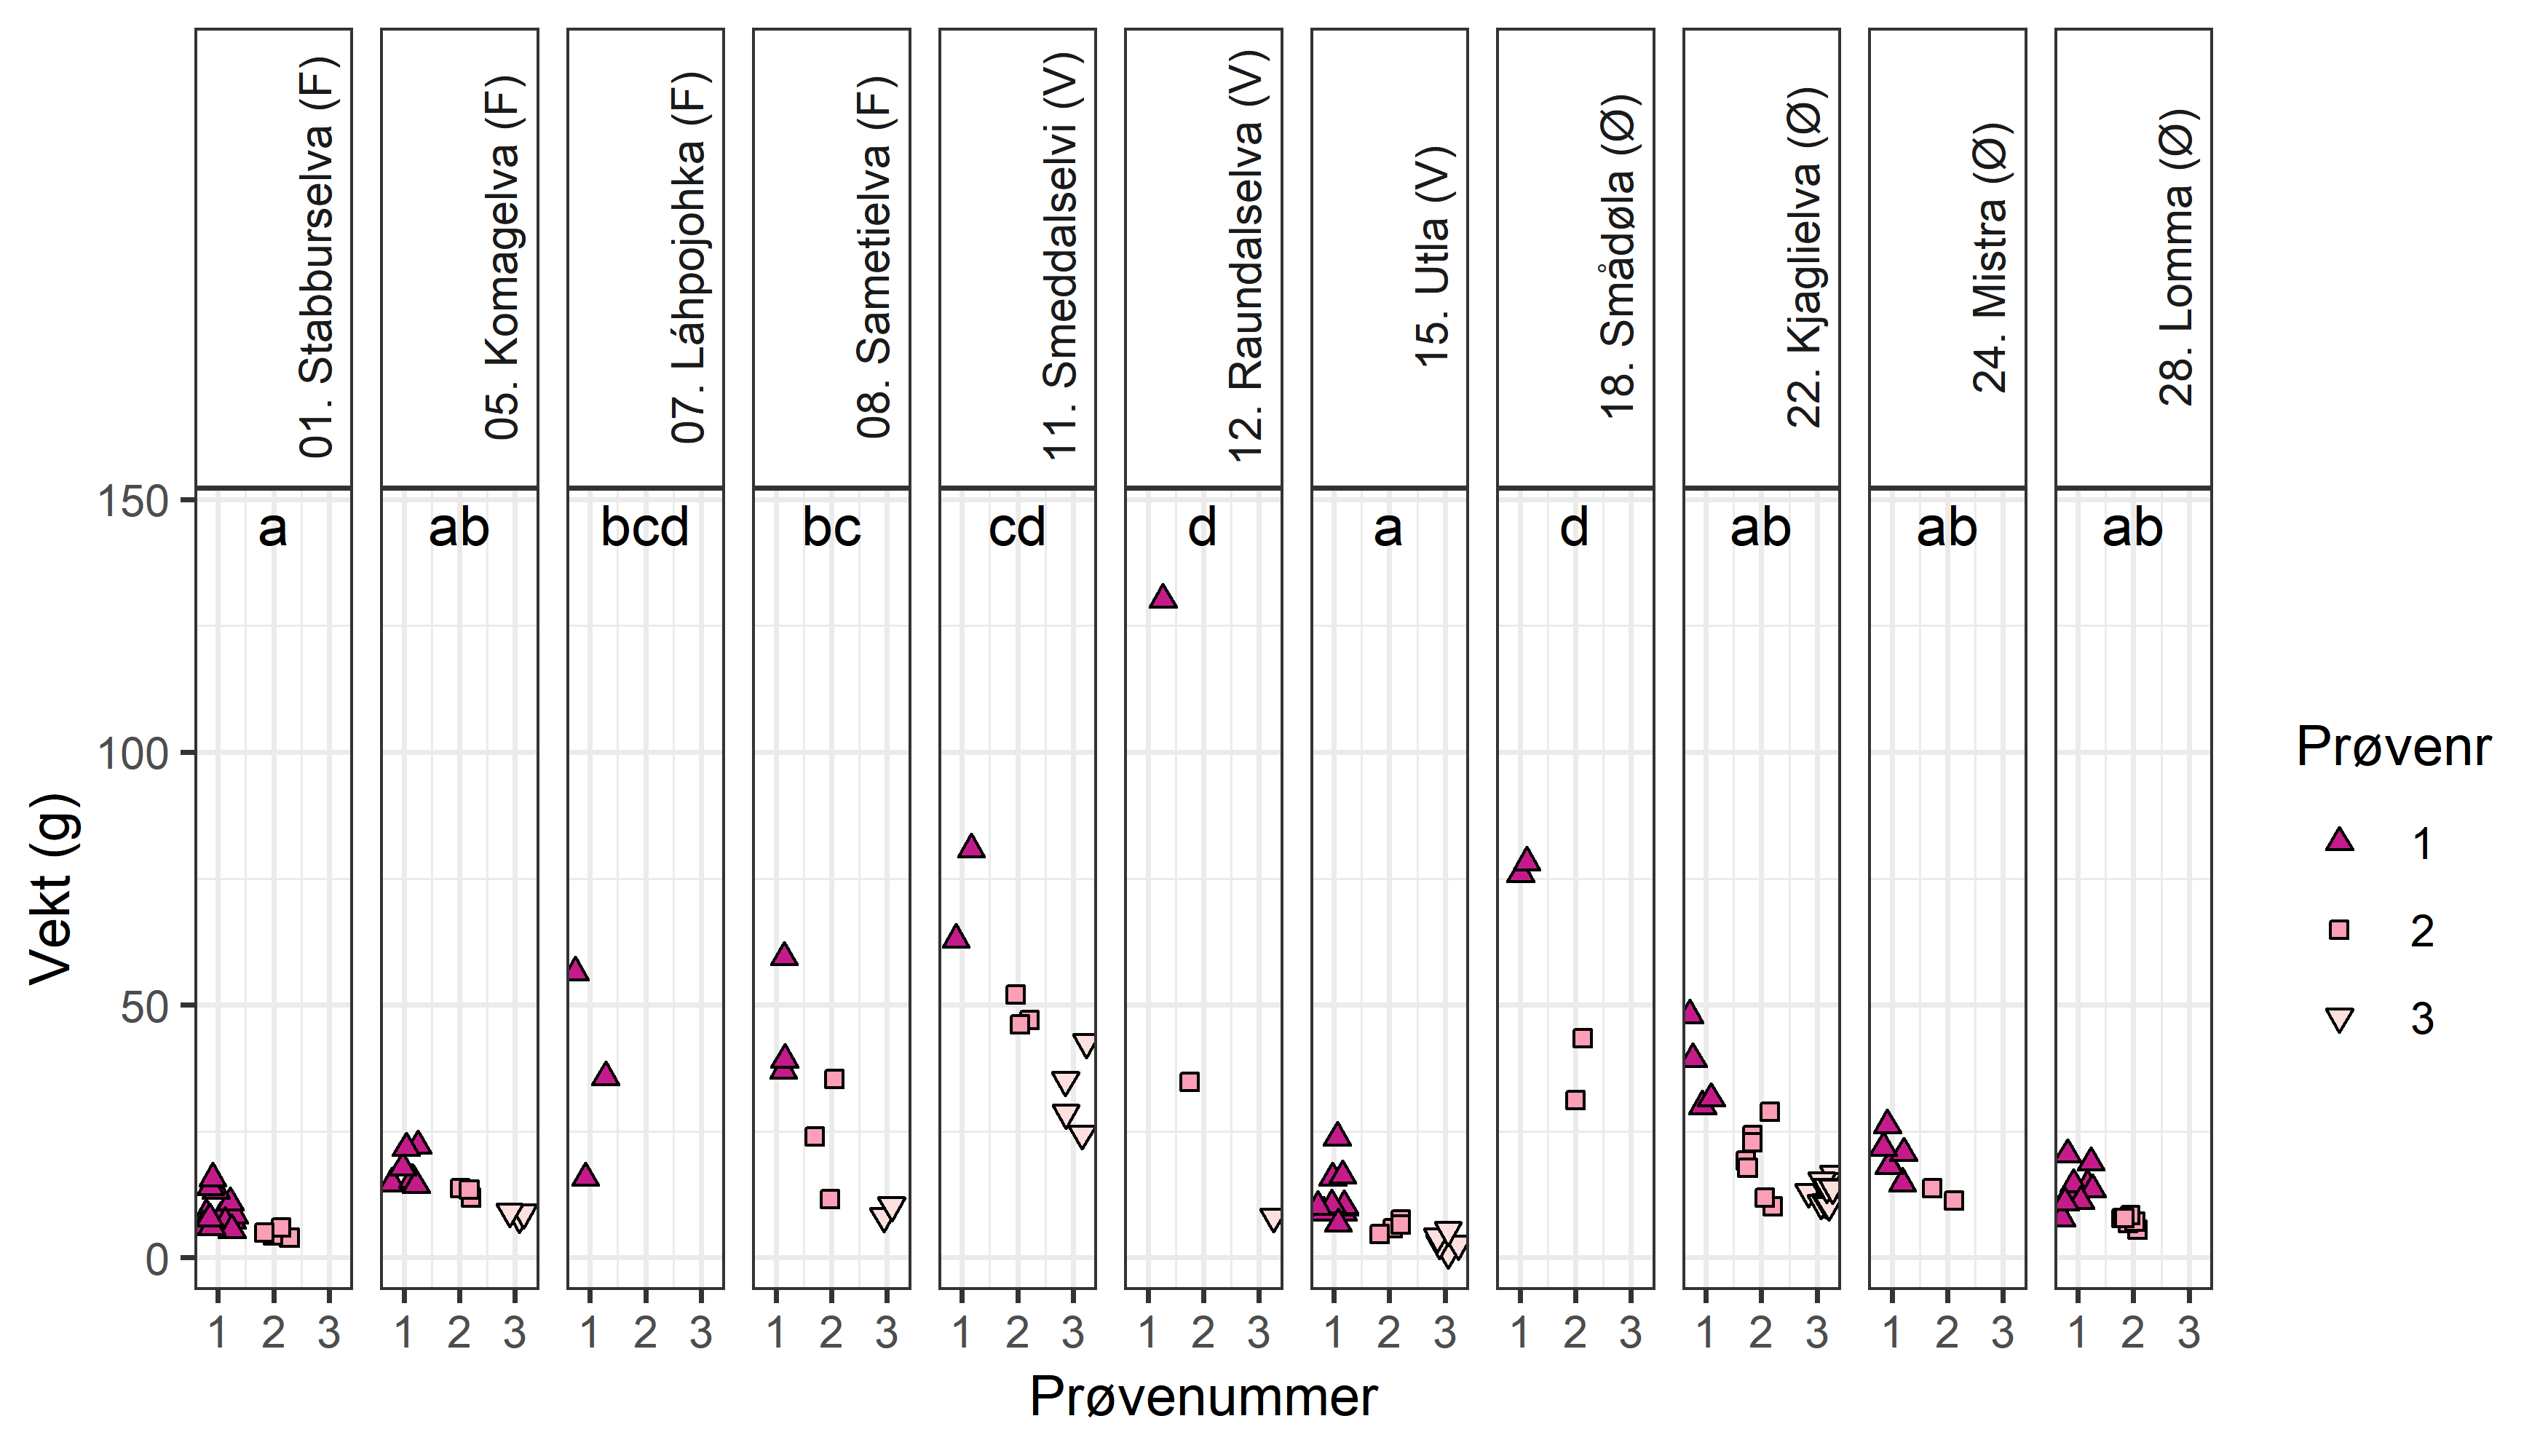 01. Stabburselva (F)
05. Komagelva (F)
07. Láhpojohka (F)
08. Sametielva (F)
11. Smeddalselvi (V)
12. Raundalselva (V)
15. Utla (V)
18. Smådøla (Ø)
22. Kjaglielva (Ø)
24. Mistra (Ø)
28. Lomma (Ø)
a ab bcd bc cd d a d ab ab ab
150
100
50
0
Vekt (g)
1 2 3 1 2 3 1 2 3 1 2 3 1 2 3 1 2 3 1 2 3 1 2 3 1 2 3 1 2 3 1 2 3
Prøvenummer
Prøvenr
1
2
3